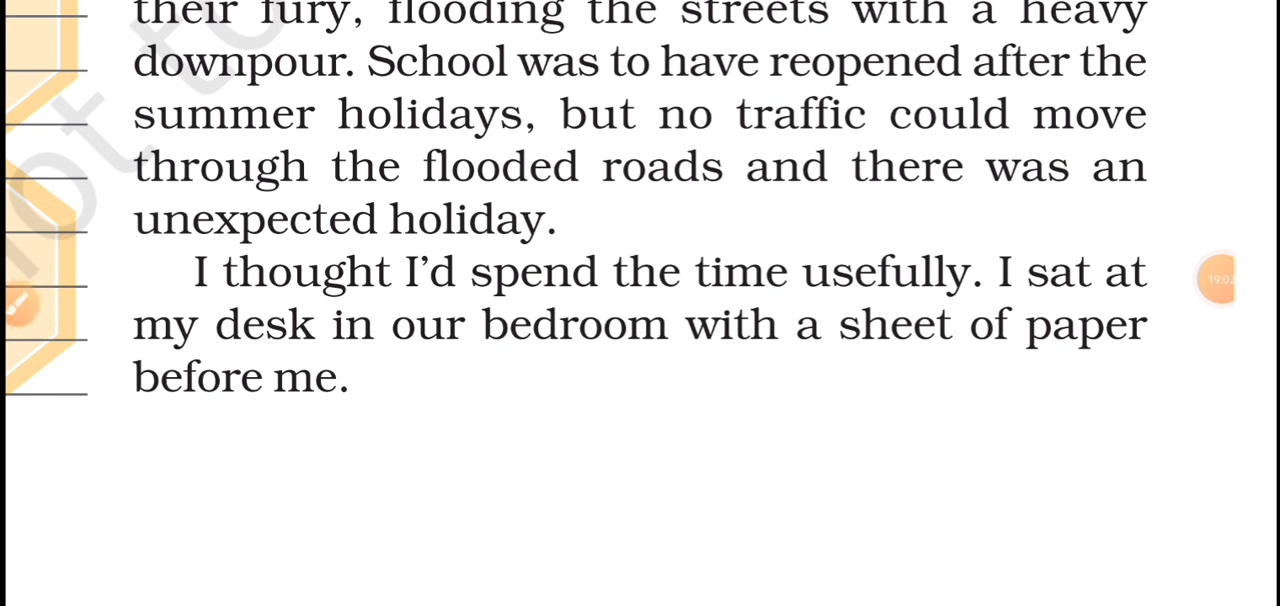 their fury, flooding the streets with a heavy
downpour. School was to have reopened after the
summer holidays, but no traffic could move
through the flooded roads and there was an
unexpected holiday.
I thought I’d spend the time usefully. I sat at
my desk in our bedroom with a sheet of paper
before me.
not to